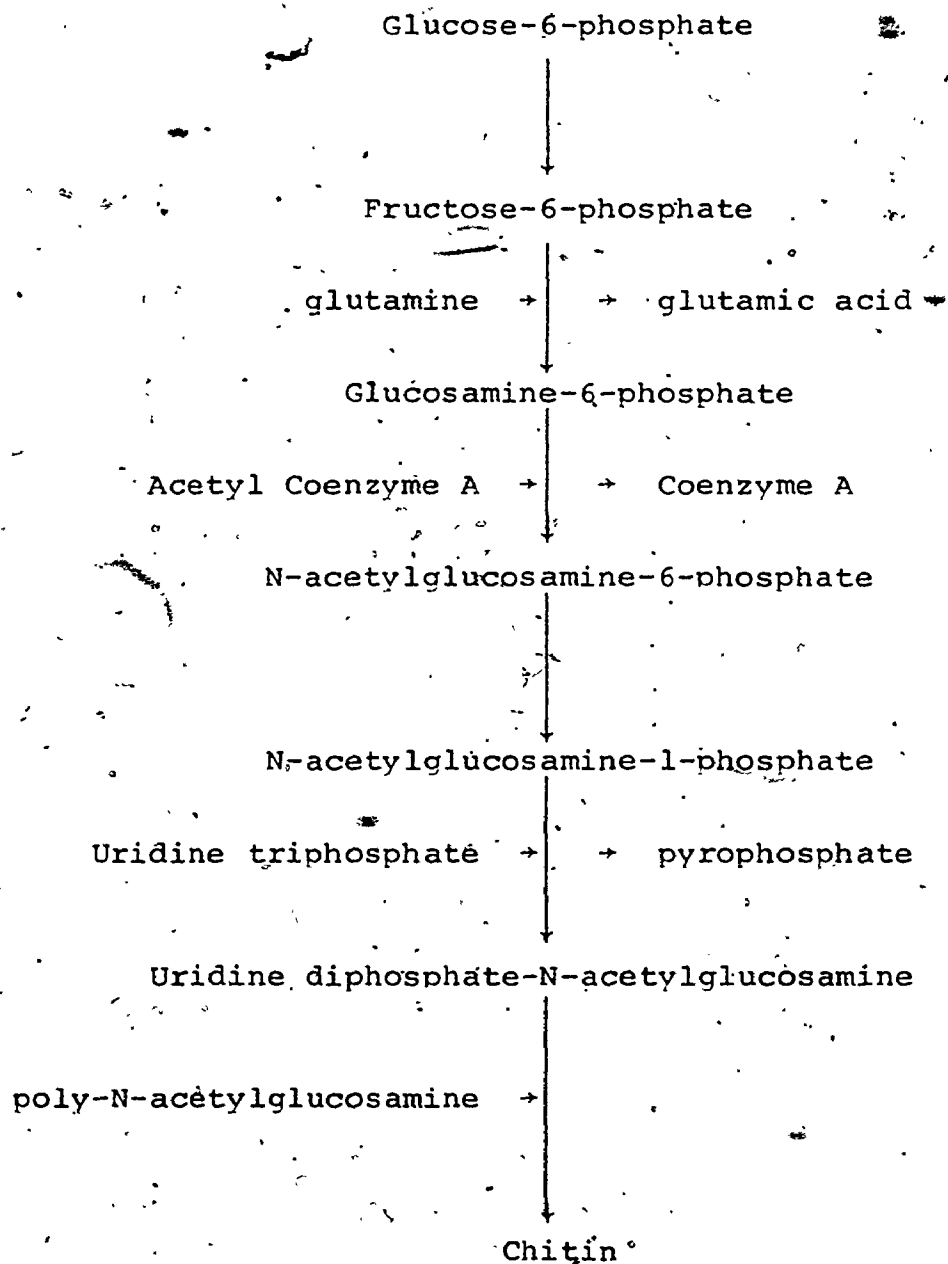 Glucose-6-phosphate
Fructose-6-phosphate
glutamine → → glutamic acid
Glucosamine-6-phosphate
Acetyl Coenzyme A → → Coenzyme A
N-acetylglucosamine-6-phosphate
N-acetylglucosamine-1-phosphate
Uridine triphosphate → → pyrophosphate
Uridine diphosphate-N-acetylglucosamine
poly-N-acetylglucosamine →
Chitin